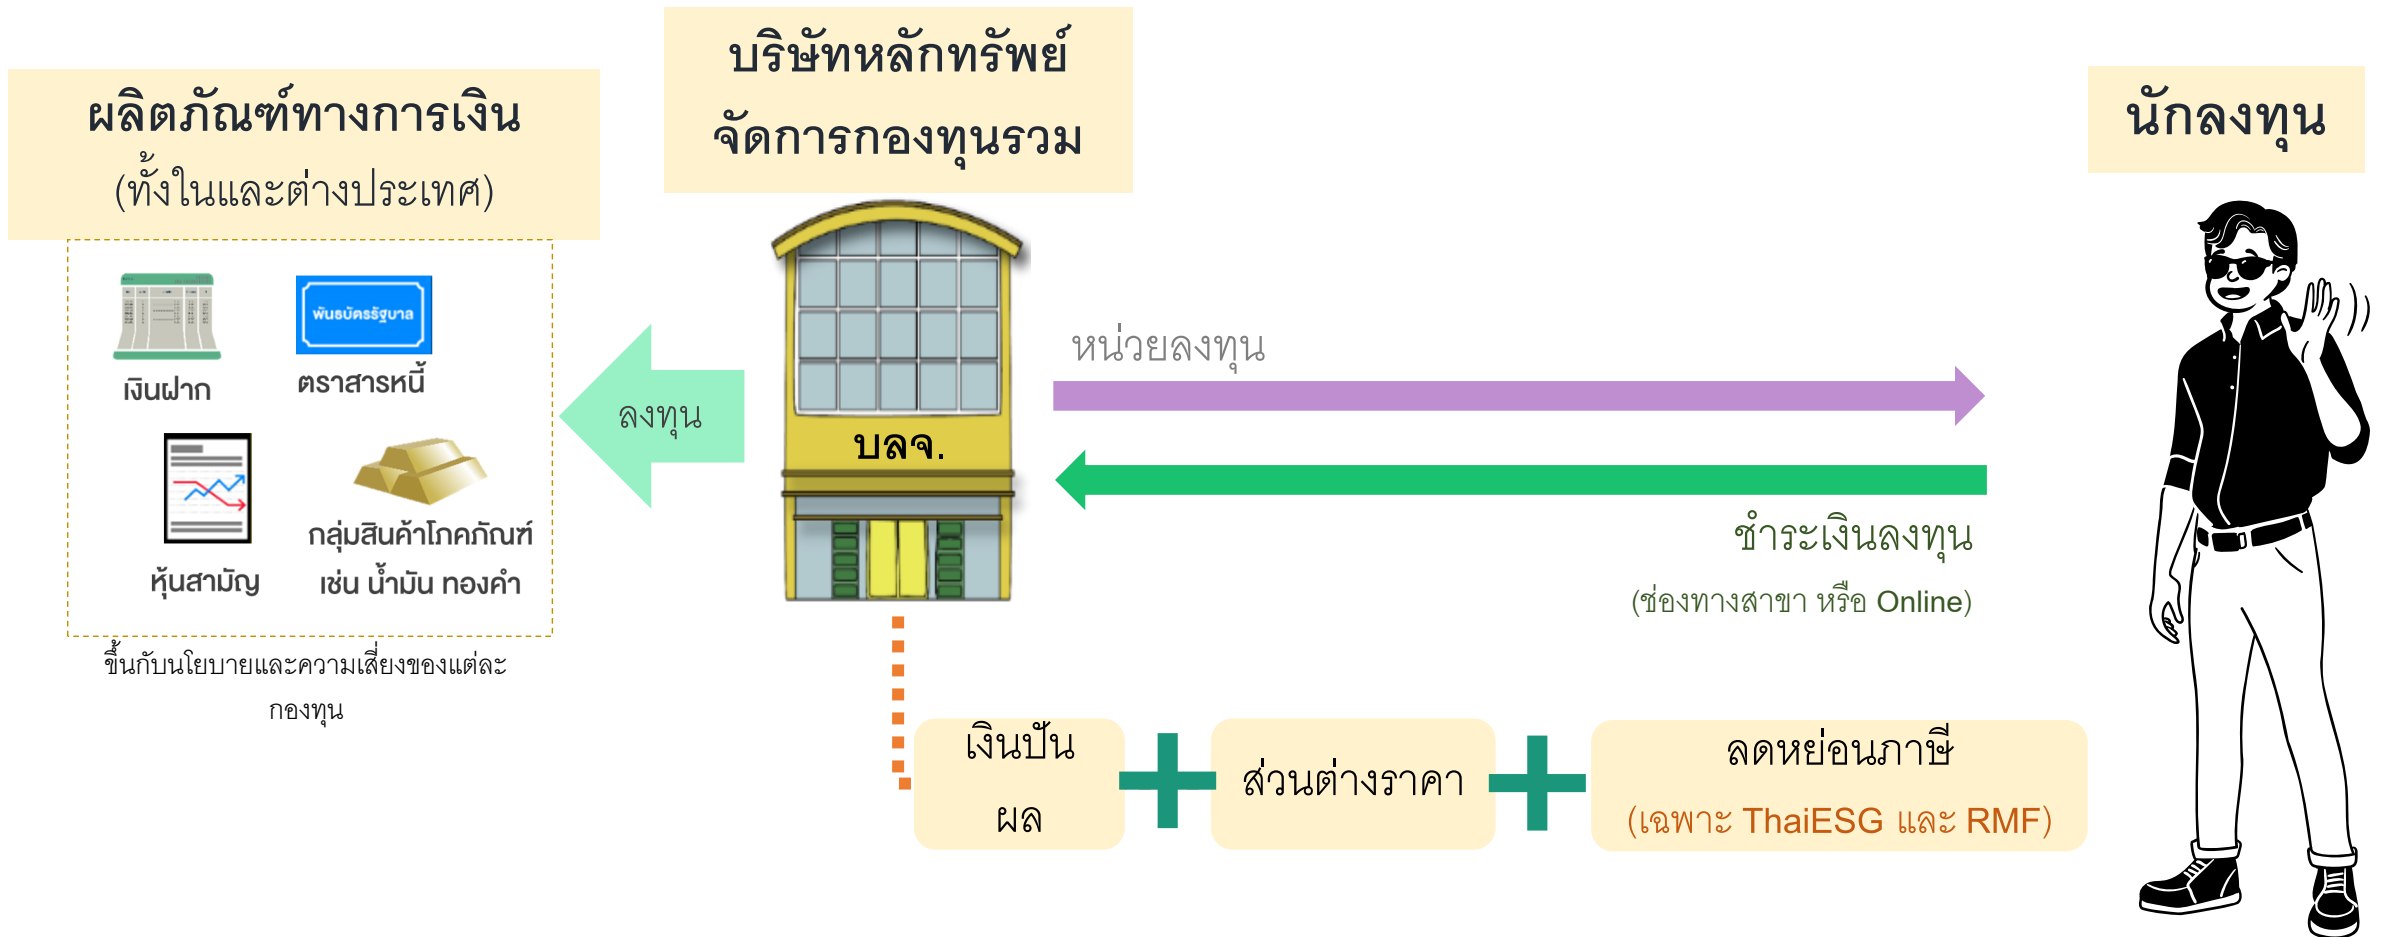 ผลิตภัณฑ์ทางการเงิน
(ทั้งในและต่างประเทศ)
พันธบัตรรัฐบาล
เงินฝาก
ตราสารหนี้
หุ้นสามัญ
กลุ่มสินค้าโภคภัณฑ์
เช่น น้ำมัน ทองคำ
ขึ้นกับนโยบายและความเสี่ยงของแต่ละ
กองทุน
ลงทุน
บริษัทหลักทรัพย์
จัดการกองทุนรวม
บลจ.
หน่วยลงทุน
ชำระเงินลงทุน
(ช่องทางสาขา หรือ Online)
นักลงทุน
เงินปัน
ผล
ส่วนต่างราคา
ลดหย่อนภาษี
(เฉพาะ ThaiESG และ RMF)